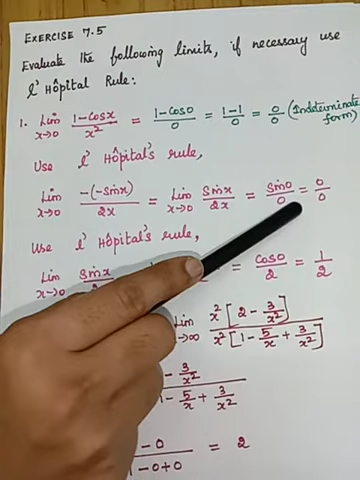 EXERCISE 7.5
Evaluate the following limits, if necessary use
l' Hôpital Rule:
1. Lim x→0 1-cosx/x² = 1-cos0/0 = 1-1/0 = 0/0 (Indeterminate form)
Use l' Hôpital's rule,
Lim x→0 -(-sinx)/2x = Lim x→0 sinx/2x = sin0/0 = 0/0
Use l' Hôpital's rule,
Lim x→0 sinx/2 = cos0/2 = 1/2
Lim x→∞ x²[2 - 3/x²]/x²[1 - 5/x + 3/x²]
- 3/x²
1 - 5/x + 3/x²
- 0/1 - 0 + 0 = 2